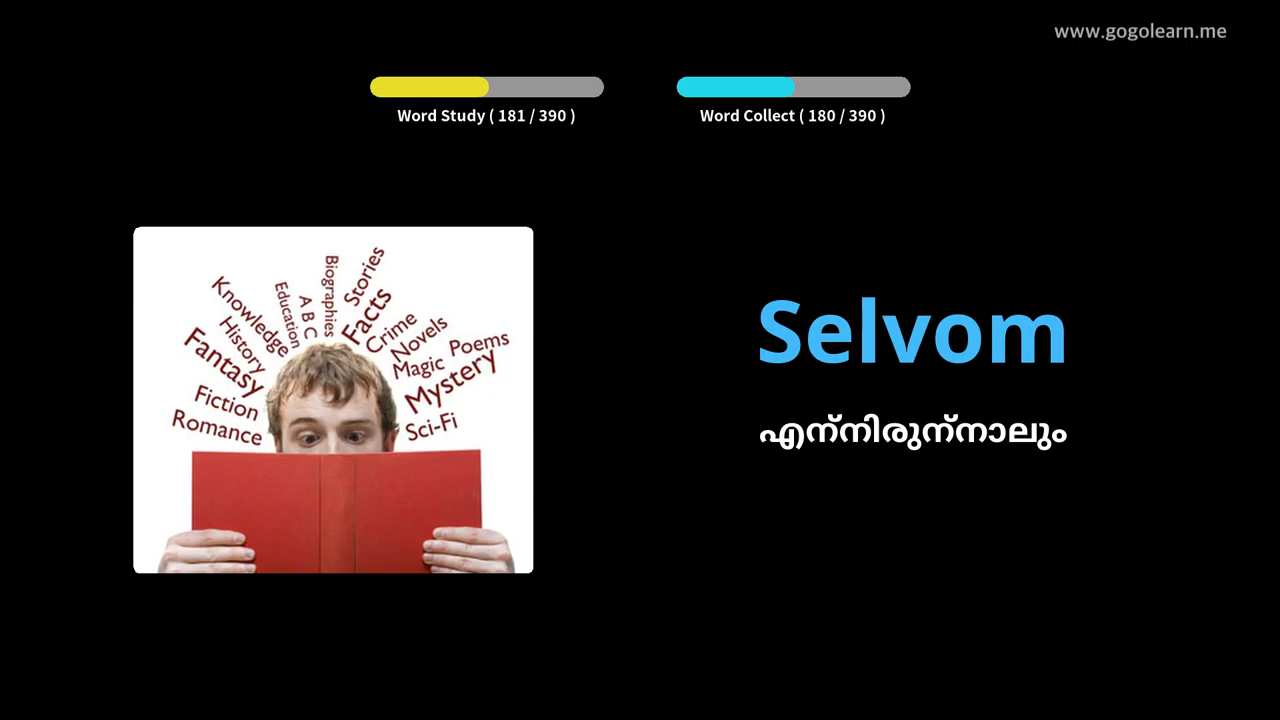 www.gogolearn.me
Word Study ( 181 / 390 )
Word Collect ( 180 / 390 )
Romance
Fiction
Fantasy
History
Knowledge
Education
A B C
Biographies
Stories
Facts
Crime
Novels
Magic
Poems
Mystery
Sci-Fi
Selvom
എന്നിരുന്നാലും